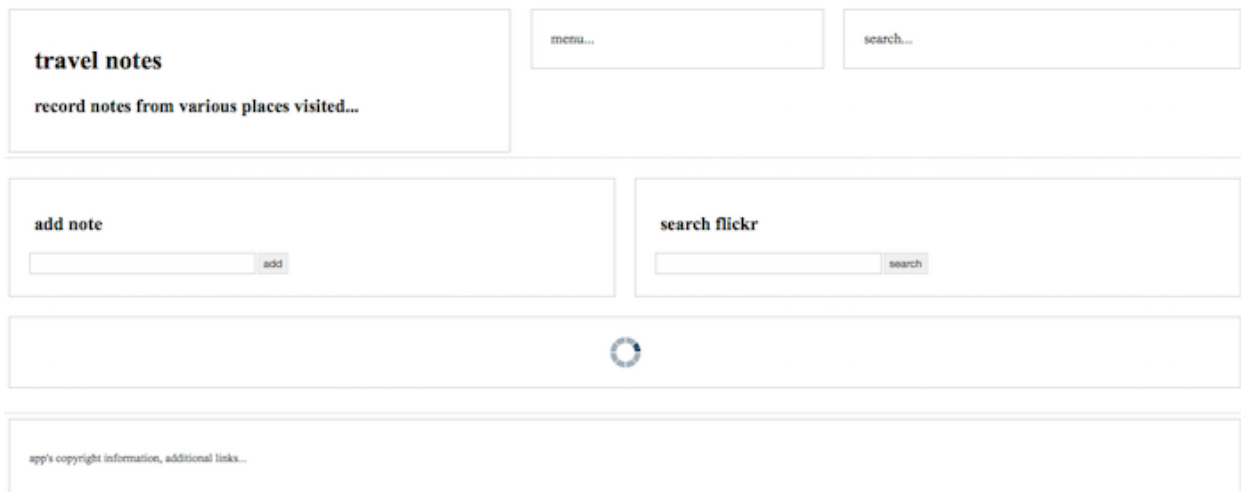 travel notes
record notes from various places visited...
menu...
search...
add note
add
search flickr
search
app's copyright information, additional links...